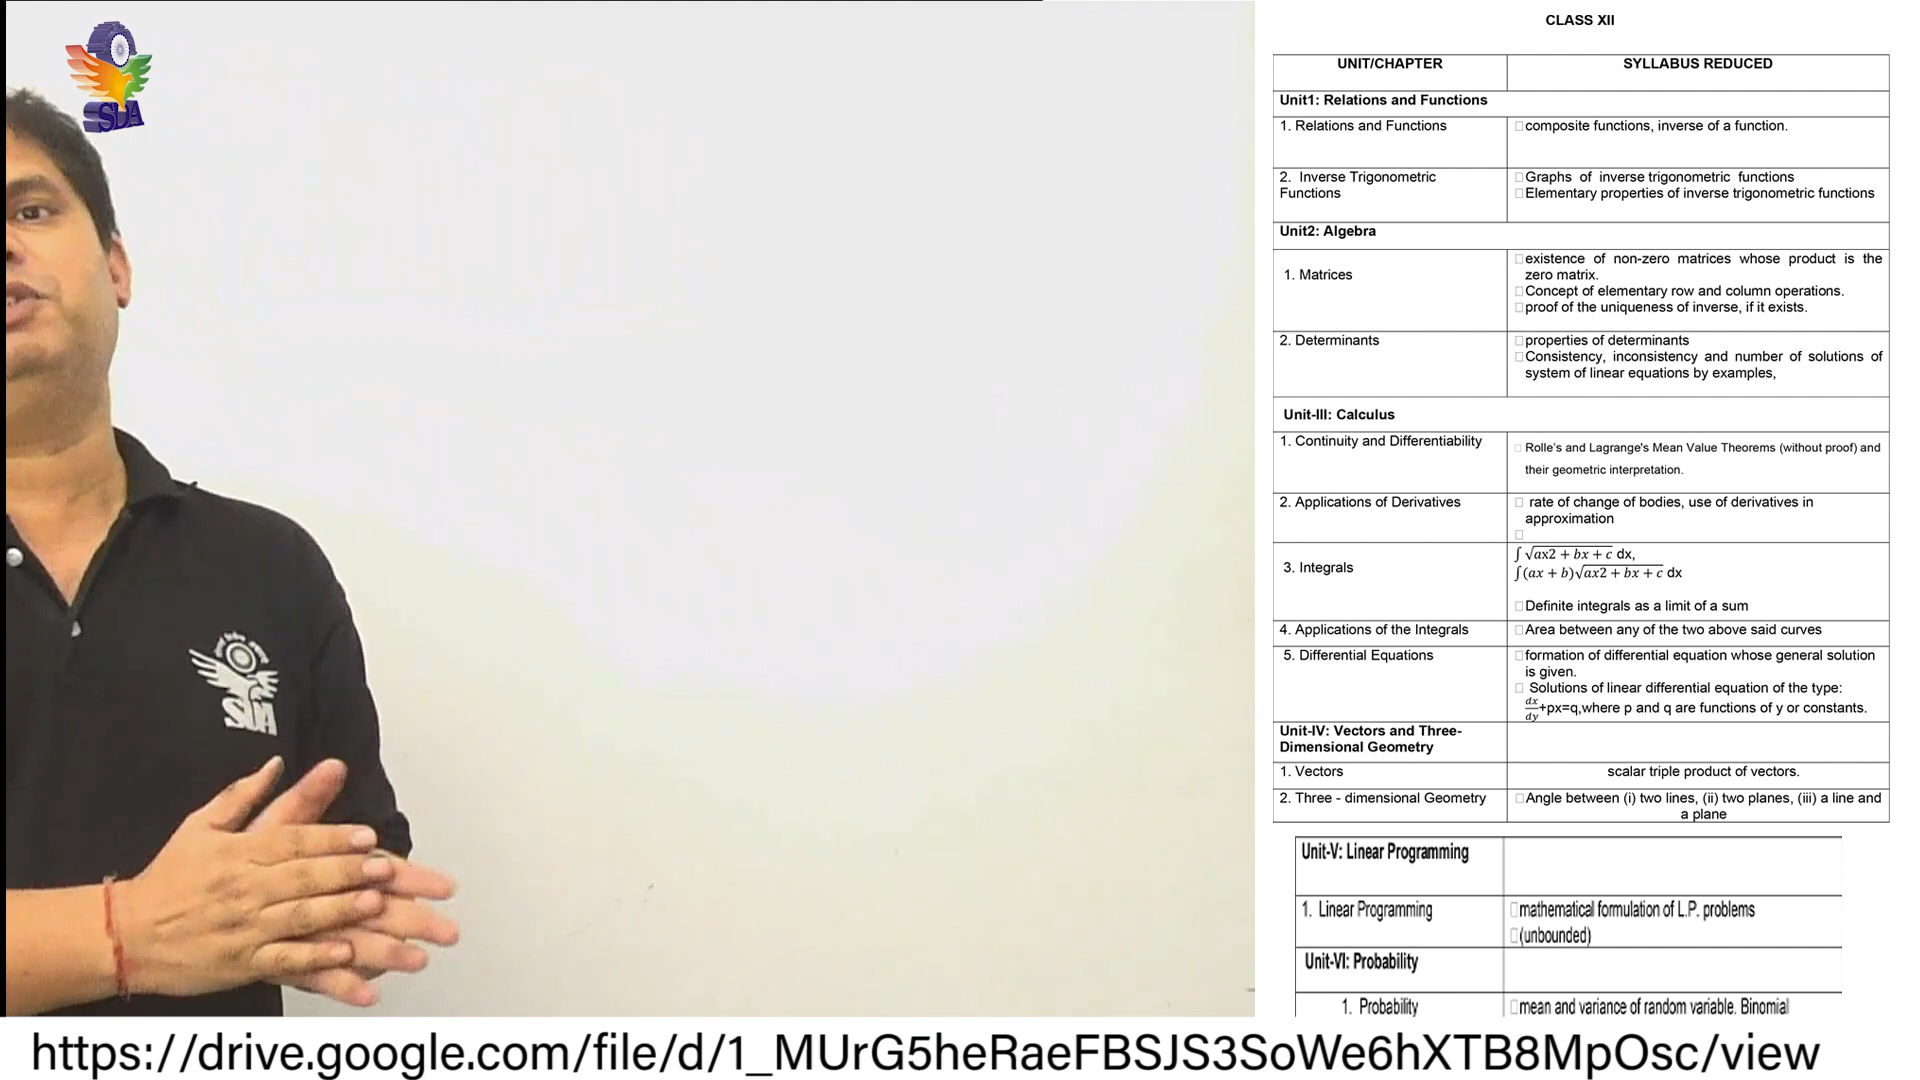 SDA
SDA
CLASS XII
UNIT/CHAPTER SYLLABUS REDUCED
Unit1: Relations and Functions
1. Relations and Functions □composite functions, inverse of a function.
2. Inverse Trigonometric □Graphs of inverse trigonometric functions
Functions □Elementary properties of inverse trigonometric functions
Unit2: Algebra
□existence of non-zero matrices whose product is the
1. Matrices zero matrix.
□Concept of elementary row and column operations.
□proof of the uniqueness of inverse, if it exists.
2. Determinants □properties of determinants
□Consistency, inconsistency and number of solutions of
system of linear equations by examples,
Unit-III: Calculus
1. Continuity and Differentiability □ Rolle's and Lagrange's Mean Value Theorems (without proof) and
their geometric interpretation.
2. Applications of Derivatives □ rate of change of bodies, use of derivatives in
approximation
□
∫√ax2 + bx + c dx,
3. Integrals ∫(ax + b)√ax2 + bx + c dx
□Definite integrals as a limit of a sum
4. Applications of the Integrals □Area between any of the two above said curves
5. Differential Equations □formation of differential equation whose general solution
is given.
□ Solutions of linear differential equation of the type:
dx/dy+px=q,where p and q are functions of y or constants.
Unit-IV: Vectors and Three-
Dimensional Geometry
1. Vectors scalar triple product of vectors.
2. Three - dimensional Geometry □Angle between (i) two lines, (ii) two planes, (iii) a line and
a plane
Unit-V: Linear Programming
1. Linear Programming □mathematical formulation of L.P. problems
□(unbounded)
Unit-VI: Probability
1. Probability □mean and variance of random variable. Binomial
https://drive.google.com/file/d/1_MUrG5heRaeFBSJS3SoWe6hXTB8MpOsc/view